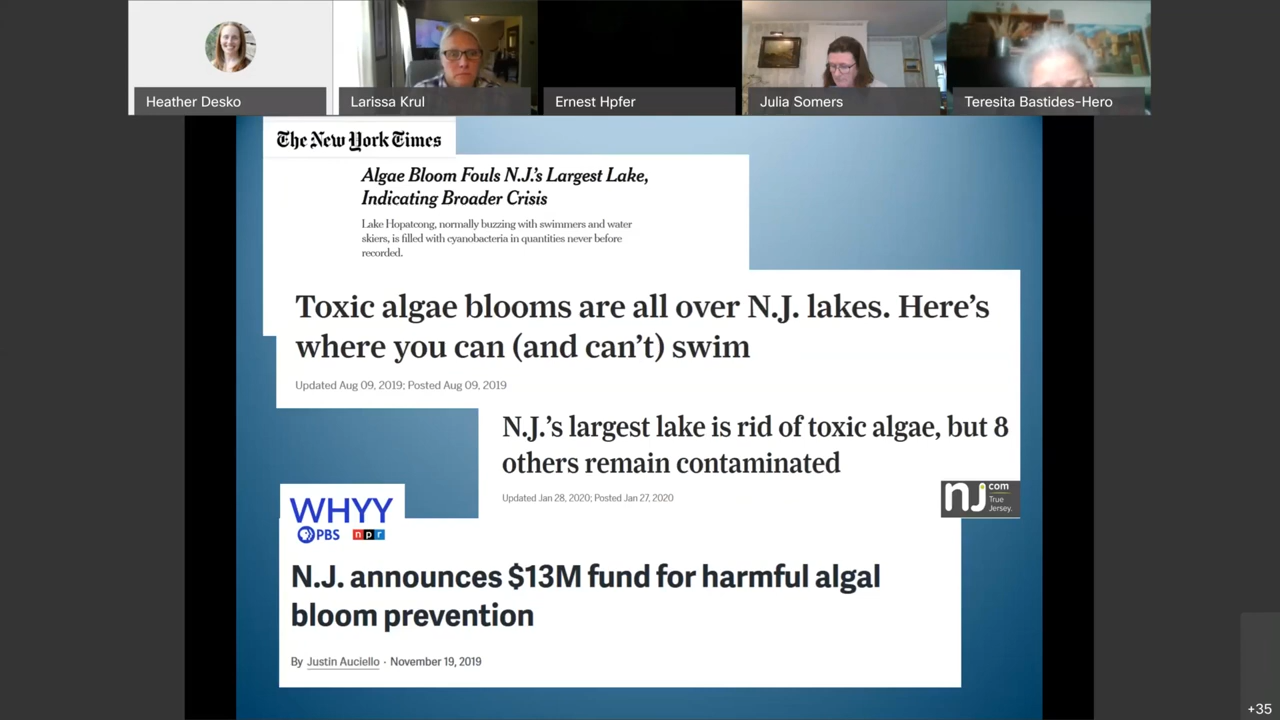 Heather Desko
Larissa Krul
Ernest Hpfer
Julia Somers
Teresita Bastides-Hero
The New York Times
Algae Bloom Fouls N.J.'s Largest Lake,
Indicating Broader Crisis
Lake Hopatcong, normally buzzing with swimmers and water
skiers, is filled with cyanobacteria in quantities never before
recorded.
Toxic algae blooms are all over N.J. lakes. Here's
where you can (and can't) swim
Updated Aug 09, 2019; Posted Aug 09, 2019
N.J.'s largest lake is rid of toxic algae, but 8
others remain contaminated
Updated Jan 28, 2020; Posted Jan 27, 2020
nj.com
True
Jersey.
WHYY
PBS npr
N.J. announces $13M fund for harmful algal
bloom prevention
By Justin Auciello · November 19, 2019
+35